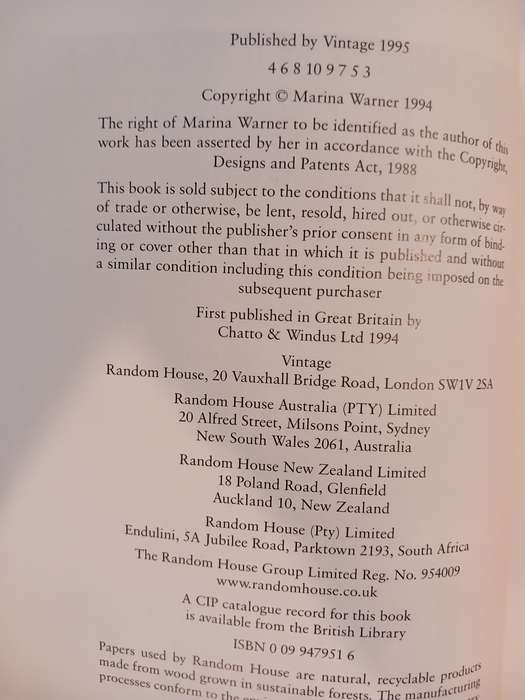 Published by Vintage 1995
4 6 8 10 9 7 5 3
Copyright © Marina Warner 1994
The right of Marina Warner to be identified as the author of this
work has been asserted by her in accordance with the Copyright,
Designs and Patents Act, 1988
This book is sold subject to the conditions that it shall not, by way
of trade or otherwise, be lent, resold, hired out, or otherwise cir-
culated without the publisher's prior consent in any form of bind-
ing or cover other than that in which it is published and without
a similar condition including this condition being imposed on the
subsequent purchaser
First published in Great Britain by
Chatto & Windus Ltd 1994
Vintage
Random House, 20 Vauxhall Bridge Road, London SW1V 2SA
Random House Australia (PTY) Limited
20 Alfred Street, Milsons Point, Sydney
New South Wales 2061, Australia
Random House New Zealand Limited
18 Poland Road, Glenfield
Auckland 10, New Zealand
Random House (Pty) Limited
Endulini, 5A Jubilee Road, Parktown 2193, South Africa
The Random House Group Limited Reg. No. 954009
www.randomhouse.co.uk
A CIP catalogue record for this book
is available from the British Library
ISBN 0 09 947951 6
Papers used by Random House are natural, recyclable products
made from wood grown in sustainable forests. The manufacturing
processes conform to the